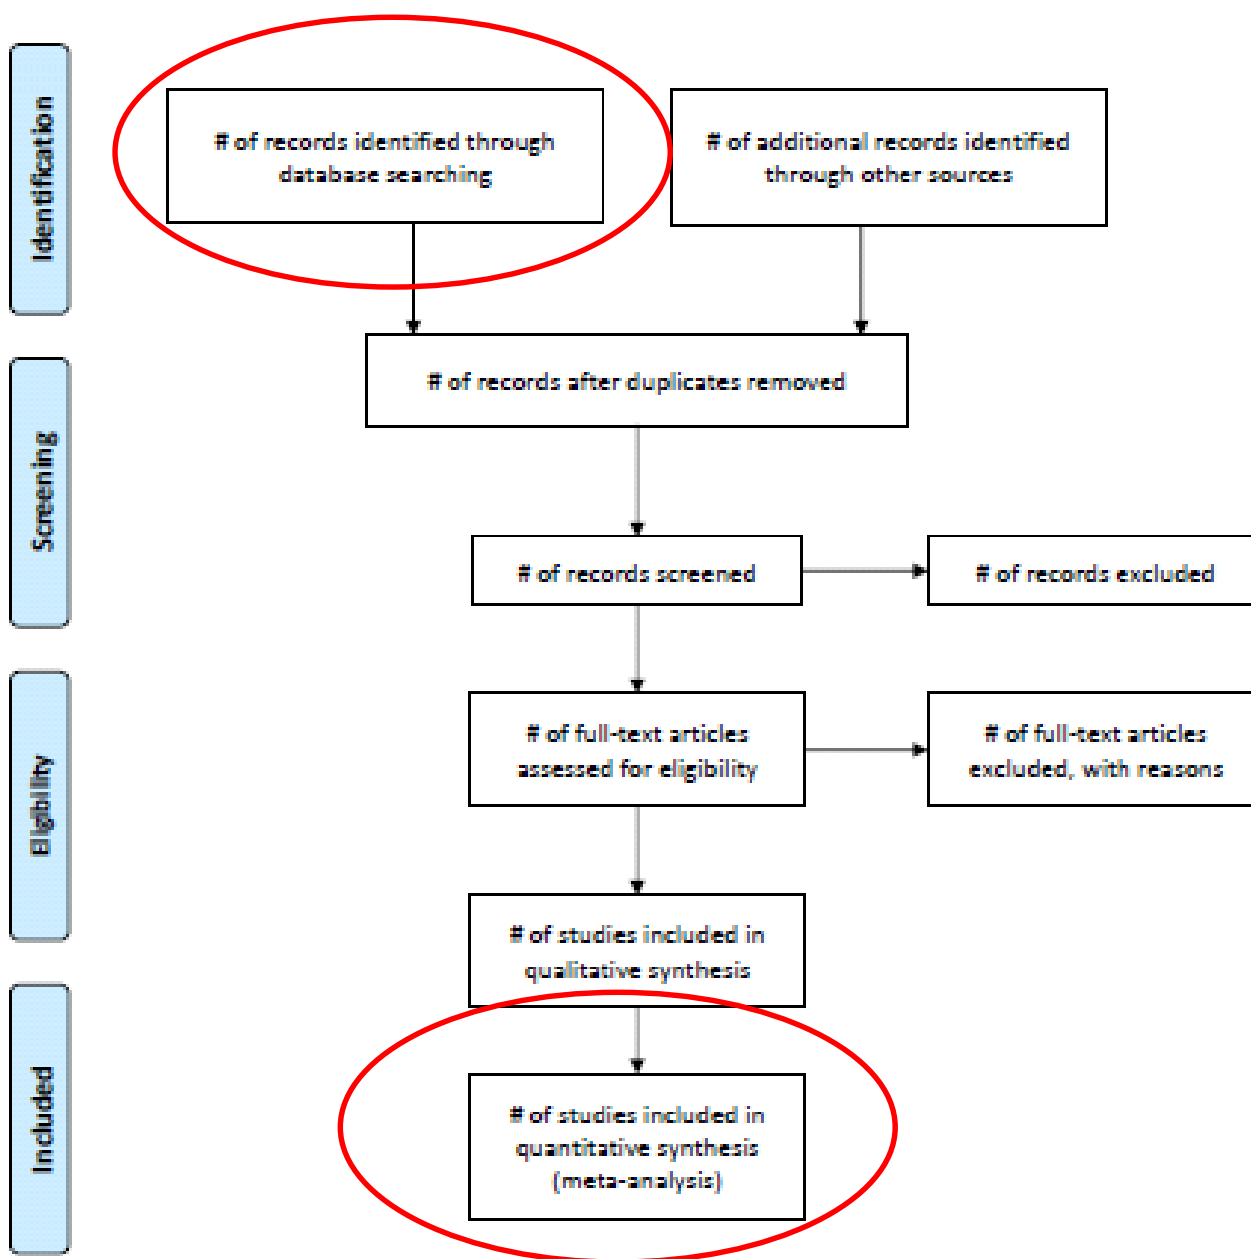 Identification
# of records identified through
database searching
# of additional records identified
through other sources
Screening
# of records after duplicates removed
# of records screened
# of records excluded
Eligibility
# of full-text articles
assessed for eligibility
# of full-text articles
excluded, with reasons
# of studies included in
qualitative synthesis
Included
# of studies included in
quantitative synthesis
(meta-analysis)